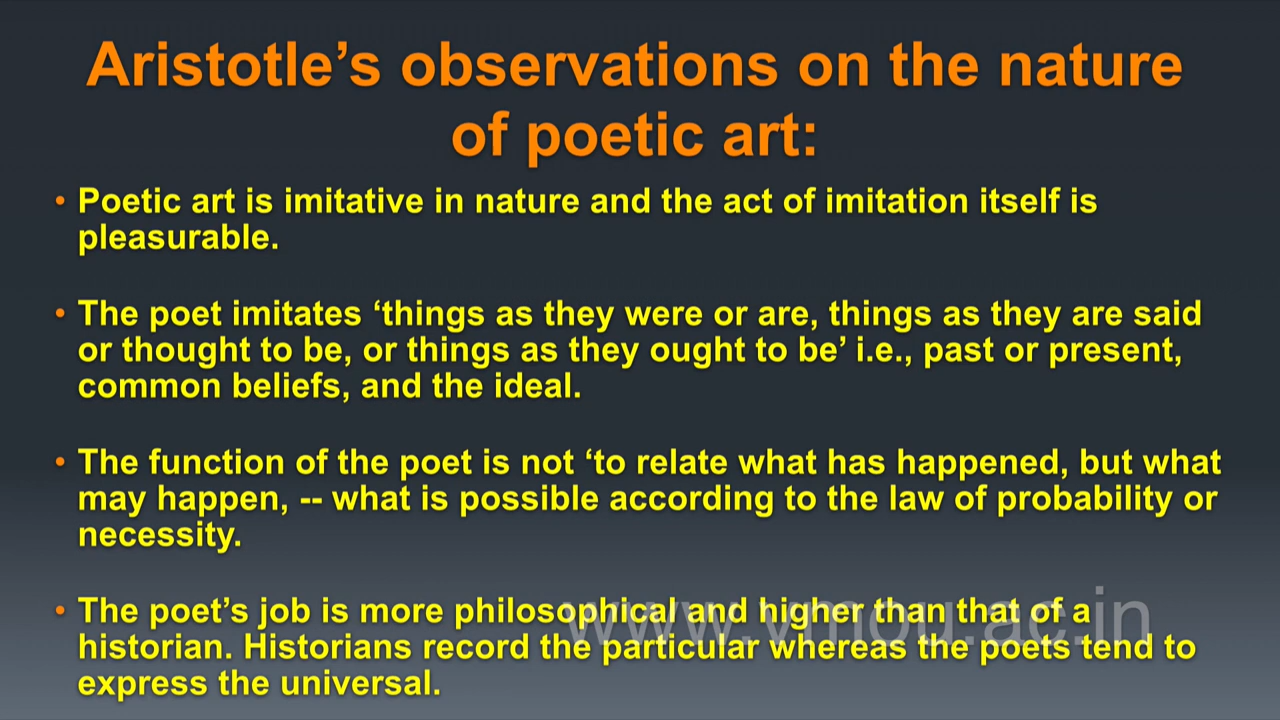 Aristotle’s observations on the nature
of poetic art:
• Poetic art is imitative in nature and the act of imitation itself is
pleasurable.
• The poet imitates ‘things as they were or are, things as they are said
or thought to be, or things as they ought to be’ i.e., past or present,
common beliefs, and the ideal.
• The function of the poet is not ‘to relate what has happened, but what
may happen, -- what is possible according to the law of probability or
necessity.
• The poet’s job is more philosophical and higher than that of a
historian. Historians record the particular whereas the poets tend to
express the universal.
www.vmou.ac.in